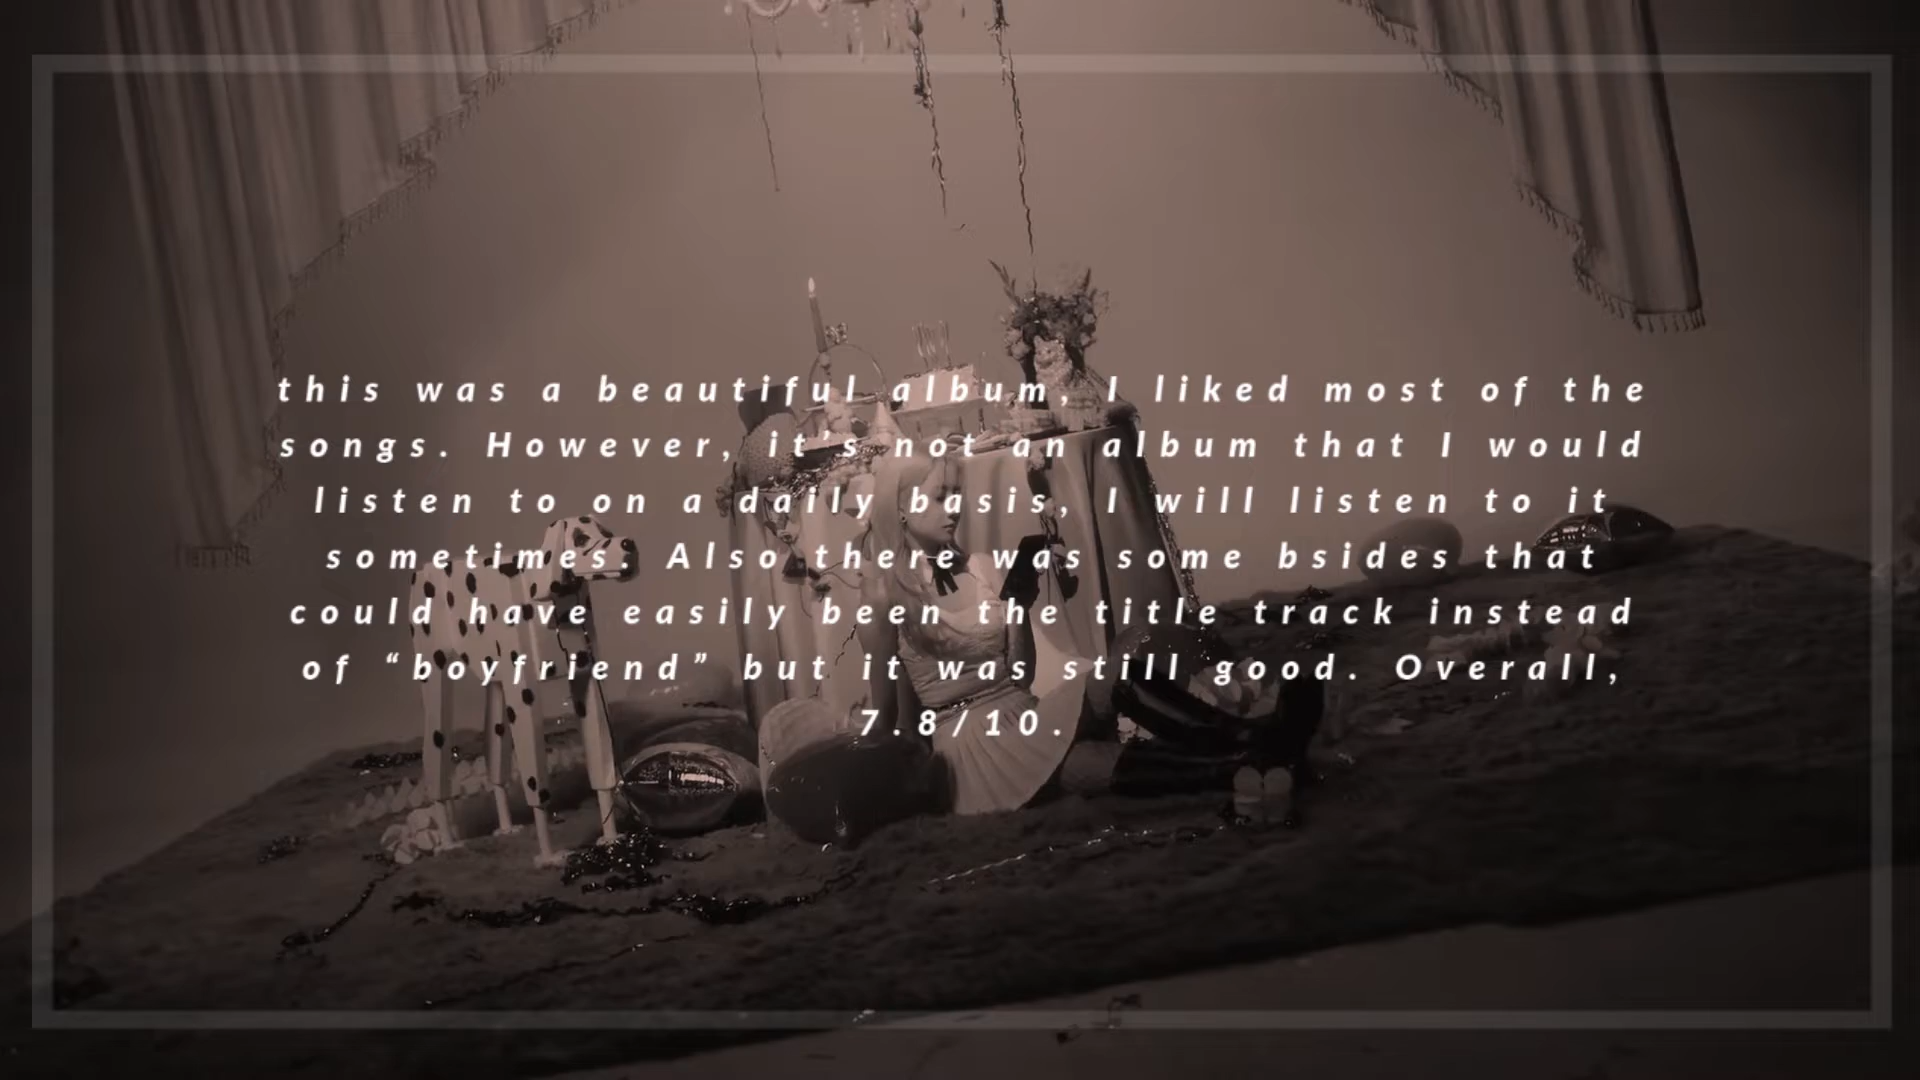 this was a beautiful album, I liked most of the
songs. However, it’s not an album that I would
listen to on a daily basis, I will listen to it
sometimes. Also there was some bsides that
could have easily been the title track instead
of “boyfriend” but it was still good. Overall,
7.8/10.